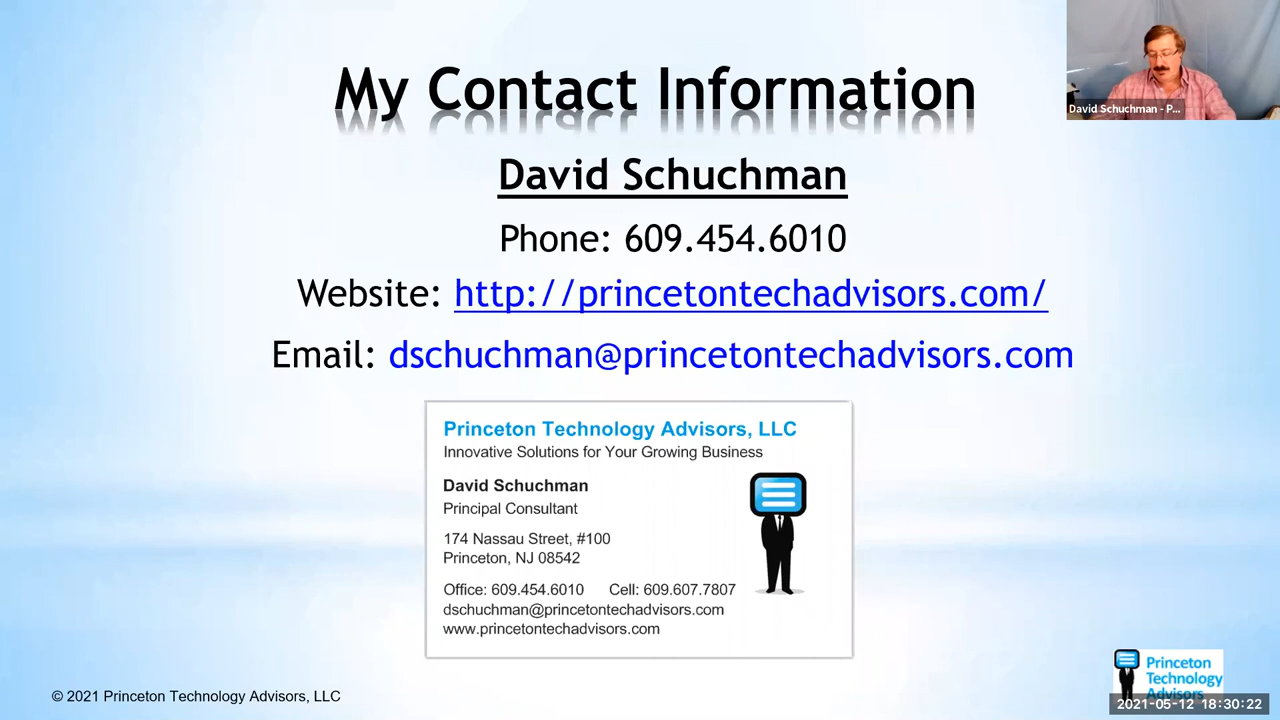 My Contact Information
David Schuchman - P...
David Schuchman
Phone: 609.454.6010
Website: http://princetontechadvisors.com/
Email: dschuchman@princetontechadvisors.com
Princeton Technology Advisors, LLC
Innovative Solutions for Your Growing Business
David Schuchman
Principal Consultant
174 Nassau Street, #100
Princeton, NJ 08542
Office: 609.454.6010 Cell: 609.607.7807
dschuchman@princetontechadvisors.com
www.princetontechadvisors.com
© 2021 Princeton Technology Advisors, LLC
Princeton
Technology
Advisors
2021-05-12 18:30:22